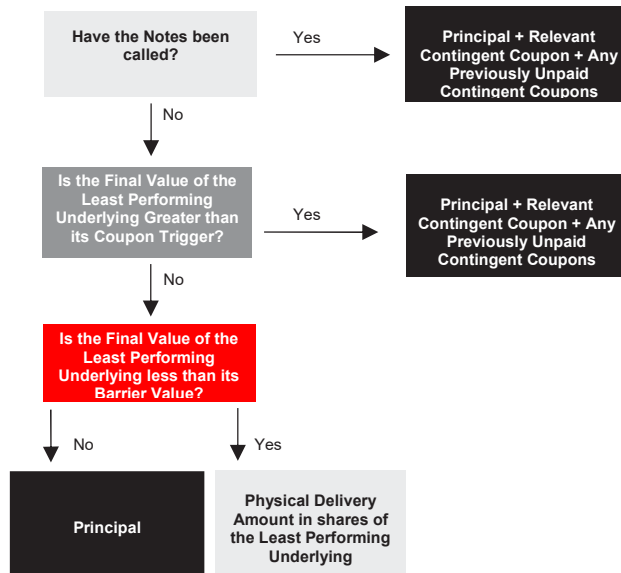 Have the Notes been
called?
Yes
Principal + Relevant
Contingent Coupon + Any
Previously Unpaid
Contingent Coupons
No
Is the Final Value of the
Least Performing
Underlying Greater than
its Coupon Trigger?
Yes
Principal + Relevant
Contingent Coupon + Any
Previously Unpaid
Contingent Coupons
No
Is the Final Value of the
Least Performing
Underlying less than its
Barrier Value?
No
Yes
Principal
Physical Delivery
Amount in shares of
the Least Performing
Underlying